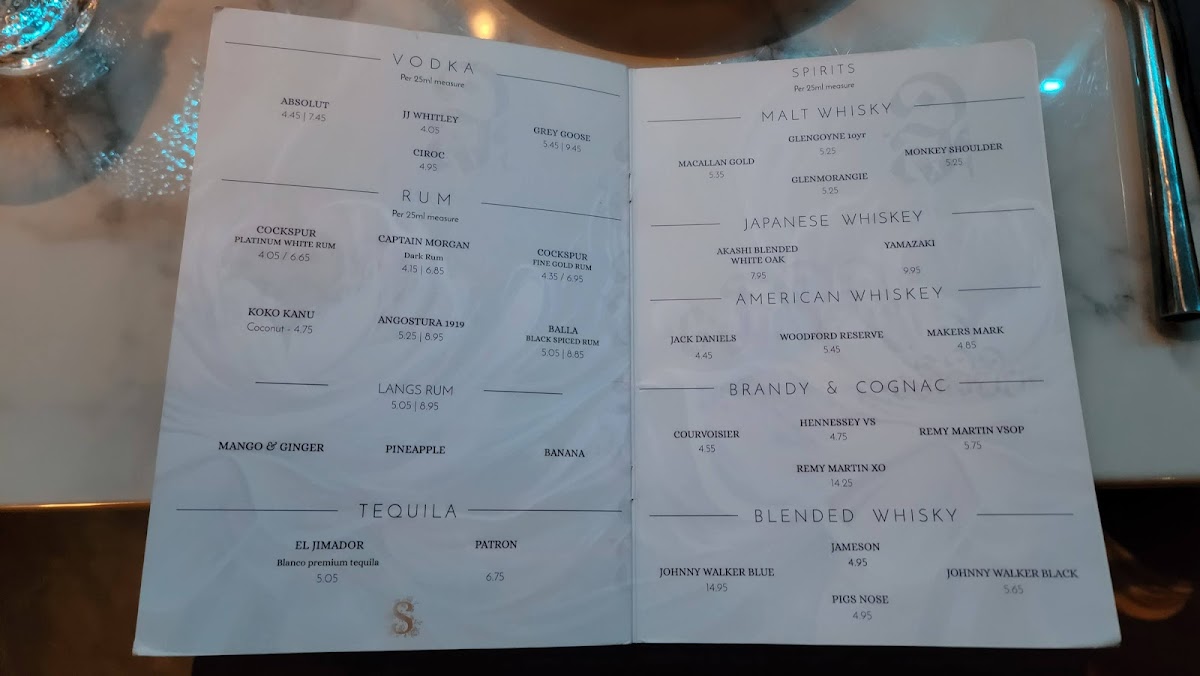 VODKA
Per 25ml measure
ABSOLUT
4.45 | 7.45
JJ WHITLEY
4.05
GREY GOOSE
5.45 | 9.45
CIROC
4.95
RUM
Per 25ml measure
COCKSPUR
PLATINUM WHITE RUM
4.05 / 6.65
CAPTAIN MORGAN
Dark Rum
4.15 | 6.85
COCKSPUR
FINE GOLD RUM
4.35 / 6.95
KOKO KANU
Coconut - 4.75
ANGOSTURA 1919
5.25 | 8.95
BALLA
BLACK SPICED RUM
5.05 | 8.85
LANGS RUM
5.05 | 8.95
MANGO & GINGER
PINEAPPLE
BANANA
TEQUILA
EL JIMADOR
Blanco premium tequila
5.05
PATRON
6.75
S
SPIRITS
Per 25ml measure
MALT WHISKY
GLENGOYNE 10yr
5.25
MACALLAN GOLD
5.35
MONKEY SHOULDER
5.25
GLENMORANGIE
5.25
JAPANESE WHISKEY
AKASHI BLENDED
WHITE OAK
7.95
YAMAZAKI
9.95
AMERICAN WHISKEY
JACK DANIELS
4.45
WOODFORD RESERVE
5.45
MAKERS MARK
4.85
BRANDY & COGNAC
COURVOISIER
4.55
HENNESSEY VS
4.75
REMY MARTIN VSOP
5.75
REMY MARTIN XO
14.25
BLENDED WHISKY
JAMESON
4.95
JOHNNY WALKER BLUE
14.95
JOHNNY WALKER BLACK
5.65
PIGS NOSE
4.95